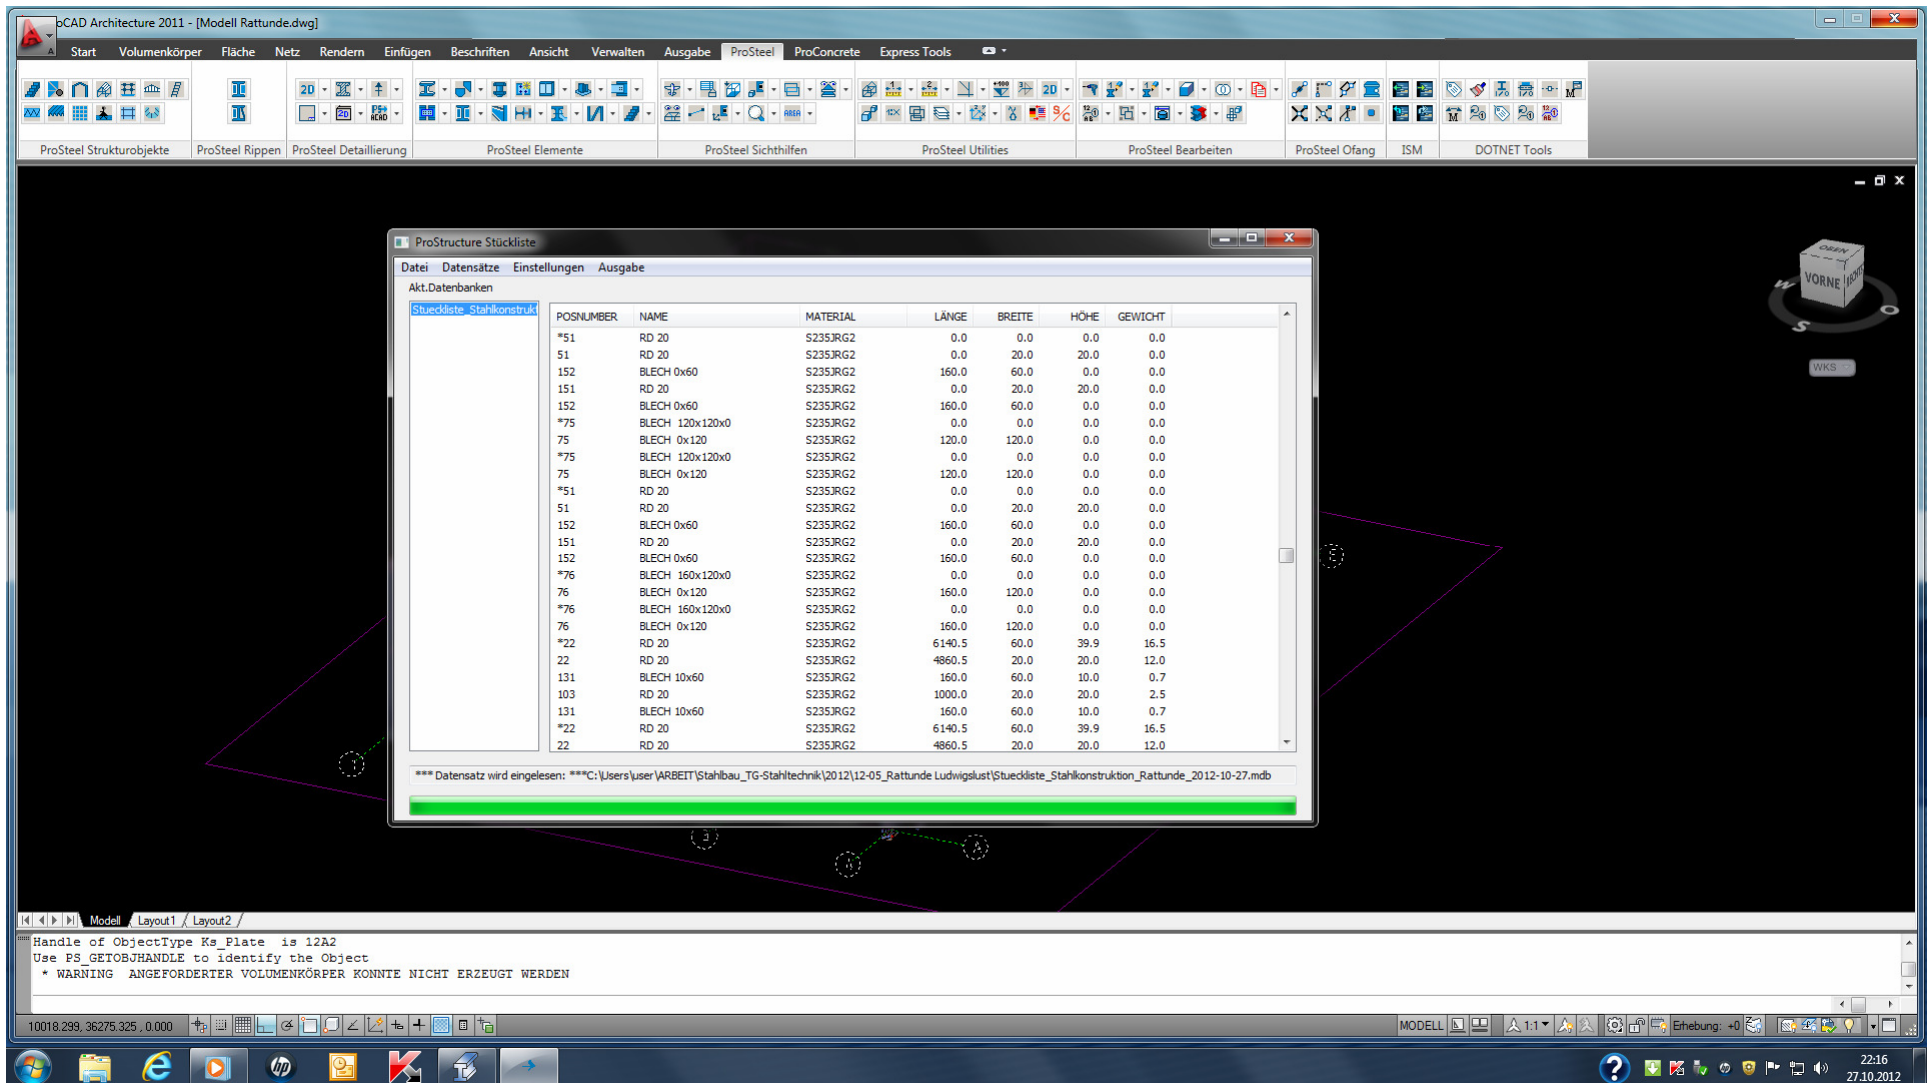 oCAD Architecture 2011 - [Modell Rattunde.dwg]
Start Volumenkörper Fläche Netz Rendern Einfügen Beschriften Ansicht Verwalten Ausgabe ProSteel ProConcrete Express Tools
ProSteel Strukturobjekte ProSteel Rippen ProSteel Detaillierung ProSteel Elemente ProSteel Sichthilfen ProSteel Utilities ProSteel Bearbeiten ProSteel Ofang ISM DOTNET Tools
OBEN
VORNE
W
S
O
WKS
ProStructure Stückliste
Datei Datensätze Einstellungen Ausgabe
Akt.Datenbanken
Stueckliste_Stahlkonstrukt
POSNUMBER NAME MATERIAL LÄNGE BREITE HÖHE GEWICHT
*51 RD 20 S235JRG2 0.0 0.0 0.0 0.0
51 RD 20 S235JRG2 0.0 20.0 20.0 0.0
152 BLECH 0x60 S235JRG2 160.0 60.0 0.0 0.0
151 RD 20 S235JRG2 0.0 20.0 20.0 0.0
152 BLECH 0x60 S235JRG2 160.0 60.0 0.0 0.0
*75 BLECH 120x120x0 S235JRG2 0.0 0.0 0.0 0.0
75 BLECH 0x120 S235JRG2 120.0 120.0 0.0 0.0
*75 BLECH 120x120x0 S235JRG2 0.0 0.0 0.0 0.0
75 BLECH 0x120 S235JRG2 120.0 120.0 0.0 0.0
*51 RD 20 S235JRG2 0.0 0.0 0.0 0.0
51 RD 20 S235JRG2 0.0 20.0 20.0 0.0
152 BLECH 0x60 S235JRG2 160.0 60.0 0.0 0.0
151 RD 20 S235JRG2 0.0 20.0 20.0 0.0
152 BLECH 0x60 S235JRG2 160.0 60.0 0.0 0.0
*76 BLECH 160x120x0 S235JRG2 0.0 0.0 0.0 0.0
76 BLECH 0x120 S235JRG2 160.0 120.0 0.0 0.0
*76 BLECH 160x120x0 S235JRG2 0.0 0.0 0.0 0.0
76 BLECH 0x120 S235JRG2 160.0 120.0 0.0 0.0
*22 RD 20 S235JRG2 6140.5 60.0 39.9 16.5
22 RD 20 S235JRG2 4860.5 20.0 20.0 12.0
131 BLECH 10x60 S235JRG2 160.0 60.0 10.0 0.7
103 RD 20 S235JRG2 1000.0 20.0 20.0 2.5
131 BLECH 10x60 S235JRG2 160.0 60.0 10.0 0.7
*22 RD 20 S235JRG2 6140.5 60.0 39.9 16.5
22 RD 20 S235JRG2 4860.5 20.0 20.0 12.0
*** Datensatz wird eingelesen: ***C:\Users\user\ARBEIT\Stahlbau_TG-Stahltechnik\2012\12-05_Rattunde Ludwigslust\Stueckliste_Stahlkonstruktion_Rattunde_2012-10-27.mdb
Modell Layout1 Layout2
Handle of ObjectType Ks_Plate is 12A2
Use PS_GETOBJHANDLE to identify the Object
* WARNING ANGEFORDERTER VOLUMENKÖRPER KONNTE NICHT ERZEUGT WERDEN
10018.299, 36275.325, 0.000 MODELL 1:1 Erhebung: +0
22:16
27.10.2012